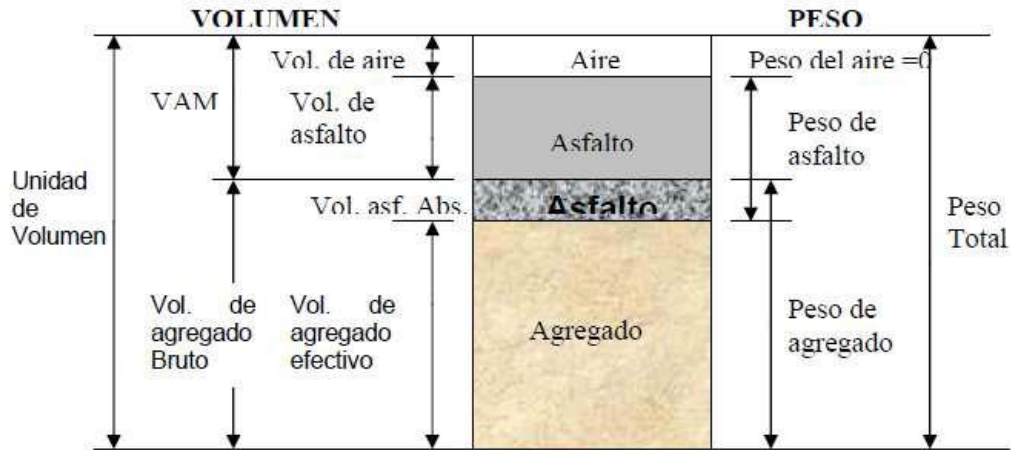 VOLUMEN
PESO
Vol. de aire
Aire
Peso del aire =0
VAM
Vol. de
asfalto
Asfalto
Peso de
asfalto
Unidad
de
Volumen
Vol. asf. Abs.
Asfalto
Peso
Total
Vol. de
agregado
Bruto
Vol. de
agregado
efectivo
Agregado
Peso de
agregado